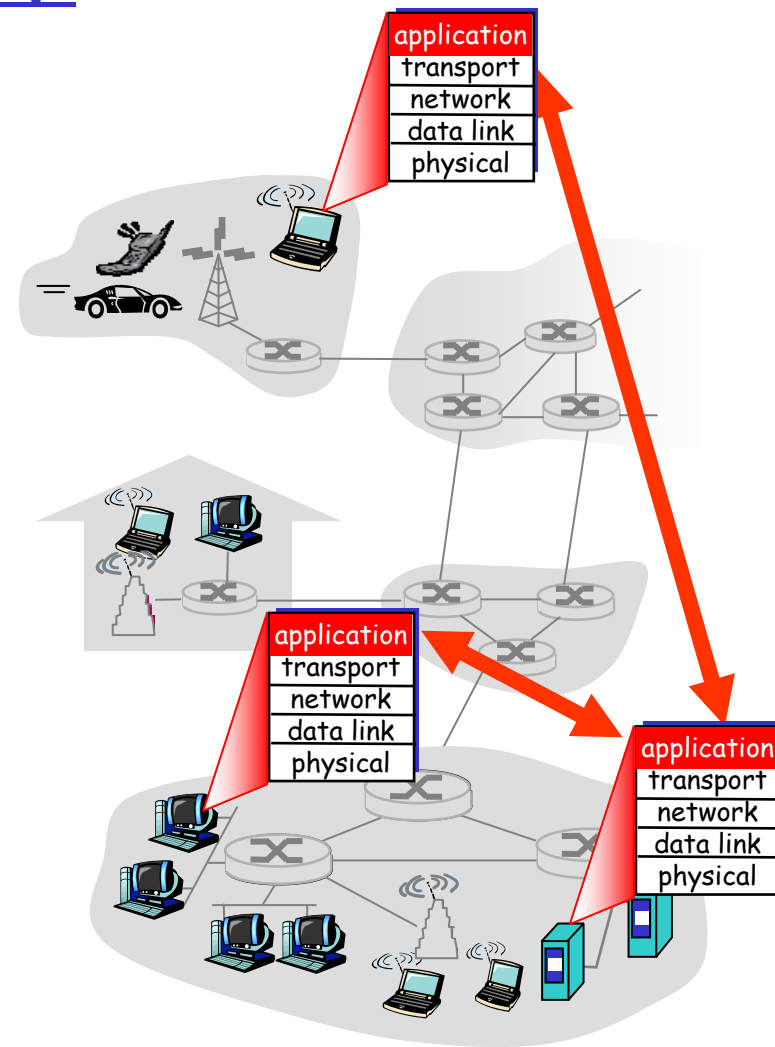 application
transport
network
data link
physical
application
transport
network
data link
physical
application
transport
network
data link
physical